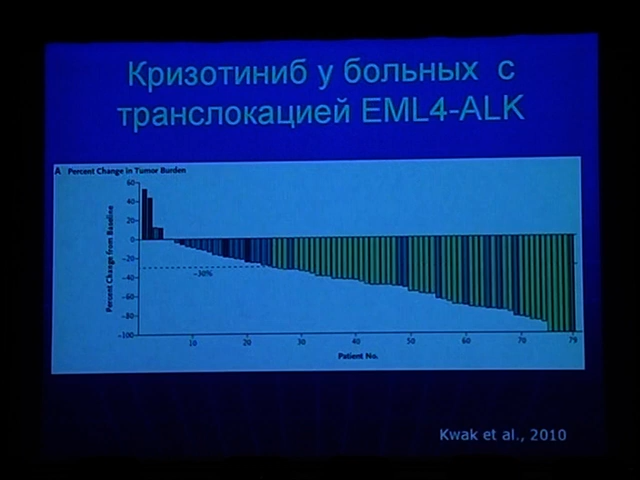 Кризотиниб у больных с
транслокацией EML4-ALK
A Percent Change in Tumor Burden
Percent Change from Baseline
60
40
20
0
-20
-40
-60
-80
-100
-30%
10 20 30 40 50 60 70 79
Patient No.
Kwak et al., 2010